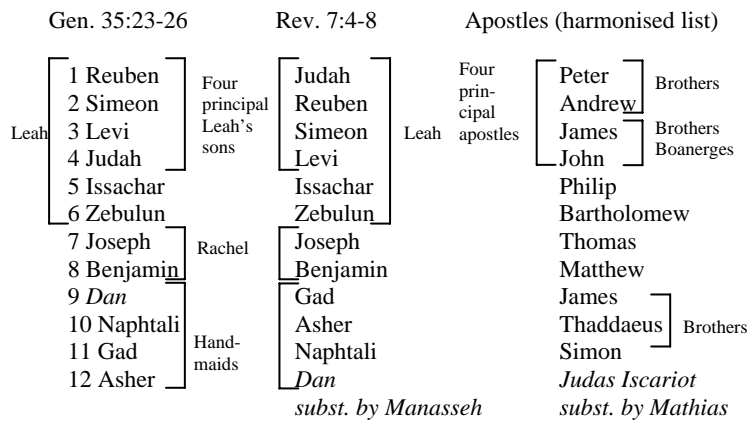 Gen. 35:23-26 Rev. 7:4-8 Apostles (harmonised list)
1 Reuben Judah Peter
2 Simeon Reuben Andrew
3 Levi Simeon James
4 Judah Levi John
5 Issachar Issachar Philip
6 Zebulun Zebulun Bartholomew
7 Joseph Joseph Thomas
8 Benjamin Benjamin Matthew
9 Dan Gad James
10 Naphtali Asher Thaddaeus
11 Gad Naphtali Simon
12 Asher Dan Judas Iscariot
subst. by Manasseh subst. by Mathias
Leah
Four
principal
Leah's
sons
Rachel
Hand-
maids
Leah
Four
prin-
cipal
apostles
Brothers
Brothers
Boanerges
Brothers